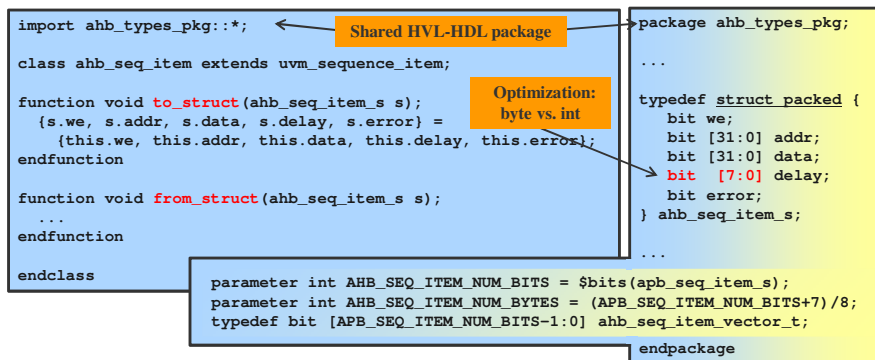 import ahb_types_pkg::*;
class ahb_seq_item extends uvm_sequence_item;
function void to_struct(ahb_seq_item_s s);
{s.we, s.addr, s.data, s.delay, s.error} =
{this.we, this.addr, this.data, this.delay, this.error};
endfunction
function void from_struct(ahb_seq_item_s s);
...
endfunction
endclass
Shared HVL-HDL package
Optimization:
byte vs. int
package ahb_types_pkg;
...
typedef struct packed {
bit we;
bit [31:0] addr;
bit [31:0] data;
bit [7:0] delay;
bit error;
} ahb_seq_item_s;
...
parameter int AHB_SEQ_ITEM_NUM_BITS = $bits(apb_seq_item_s);
parameter int AHB_SEQ_ITEM_NUM_BYTES = (APB_SEQ_ITEM_NUM_BITS+7)/8;
typedef bit [APB_SEQ_ITEM_NUM_BITS-1:0] ahb_seq_item_vector_t;
endpackage